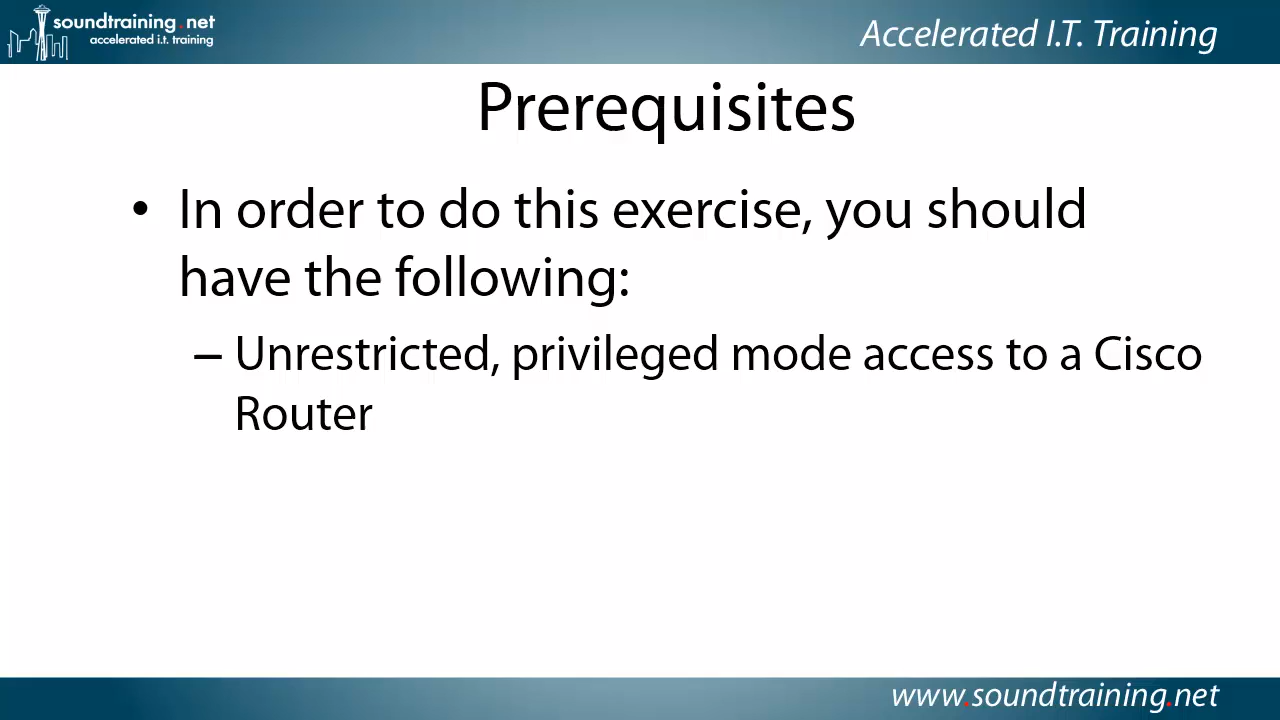 soundtraining.net
accelerated i.t. training
Accelerated I.T. Training
Prerequisites
• In order to do this exercise, you should
have the following:
– Unrestricted, privileged mode access to a Cisco
Router
www.soundtraining.net